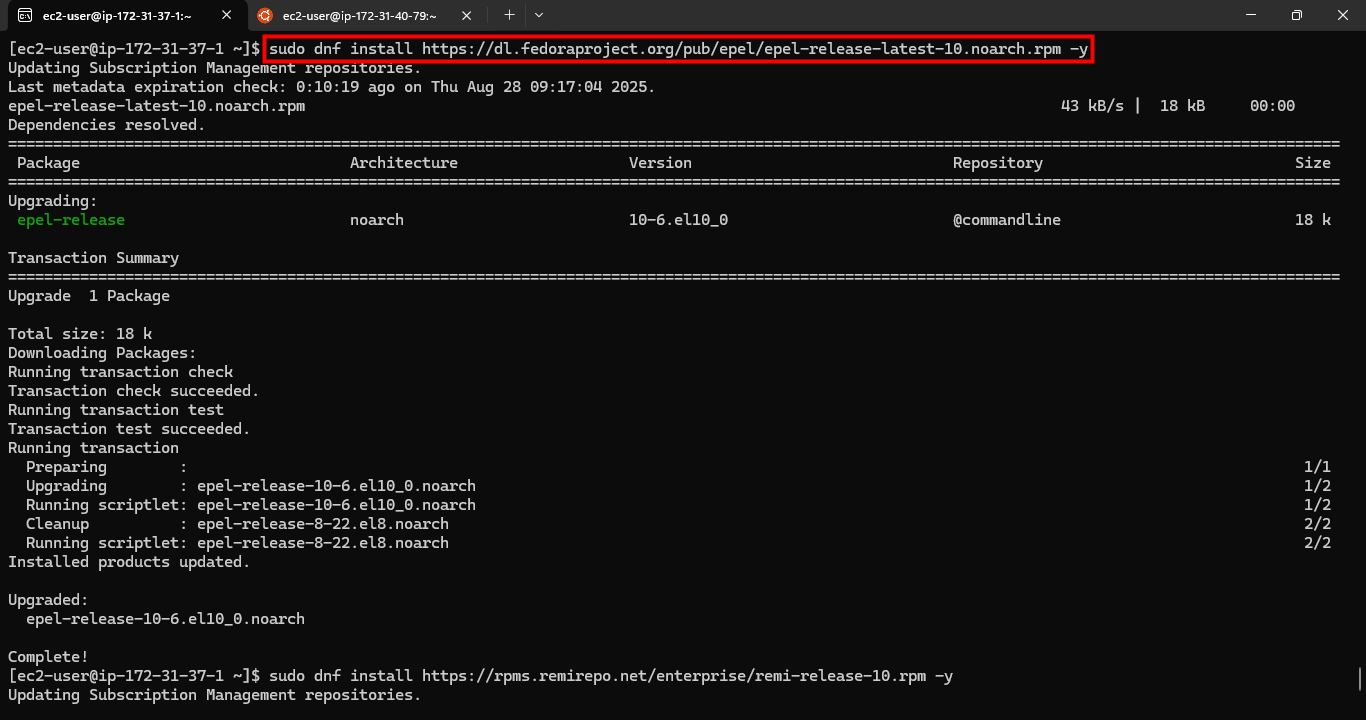 ec2-user@ip-172-31-37-1:~ ec2-user@ip-172-31-40-79:~
[ec2-user@ip-172-31-37-1 ~]$ sudo dnf install https://dl.fedoraproject.org/pub/epel/epel-release-latest-10.noarch.rpm -y
Updating Subscription Management repositories.
Last metadata expiration check: 0:10:19 ago on Thu Aug 28 09:17:04 2025.
epel-release-latest-10.noarch.rpm 43 kB/s | 18 kB 00:00
Dependencies resolved.
================================================================================
Package Architecture Version Repository Size
================================================================================
Upgrading:
epel-release noarch 10-6.el10_0 @commandline 18 k
Transaction Summary
================================================================================
Upgrade 1 Package
Total size: 18 k
Downloading Packages:
Running transaction check
Transaction check succeeded.
Running transaction test
Transaction test succeeded.
Running transaction
Preparing : 1/1
Upgrading : epel-release-10-6.el10_0.noarch 1/2
Running scriptlet: epel-release-10-6.el10_0.noarch 1/2
Cleanup : epel-release-8-22.el8.noarch 2/2
Running scriptlet: epel-release-8-22.el8.noarch 2/2
Installed products updated.
Upgraded:
epel-release-10-6.el10_0.noarch
Complete!
[ec2-user@ip-172-31-37-1 ~]$ sudo dnf install https://rpms.remirepo.net/enterprise/remi-release-10.rpm -y
Updating Subscription Management repositories.